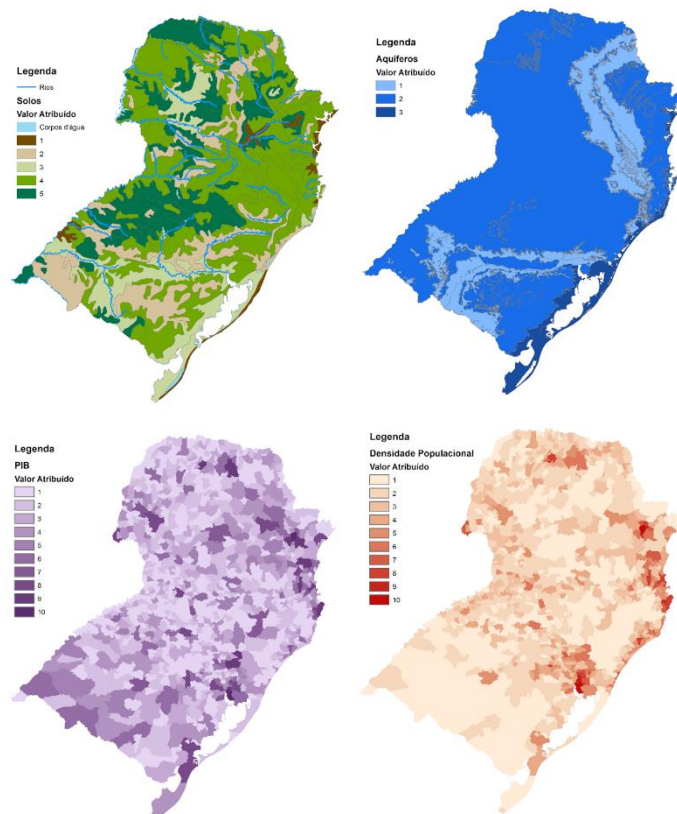 Legenda
Rios
Solos
Valor Atribuído
Corpos d'água
1
2
3
4
5
Legenda
Aquíferos
Valor Atribuído
1
2
3
Legenda
PIB
Valor Atribuído
1
2
3
4
5
6
7
8
9
10
Legenda
Densidade Populacional
Valor Atribuído
1
2
3
4
5
6
7
8
9
10